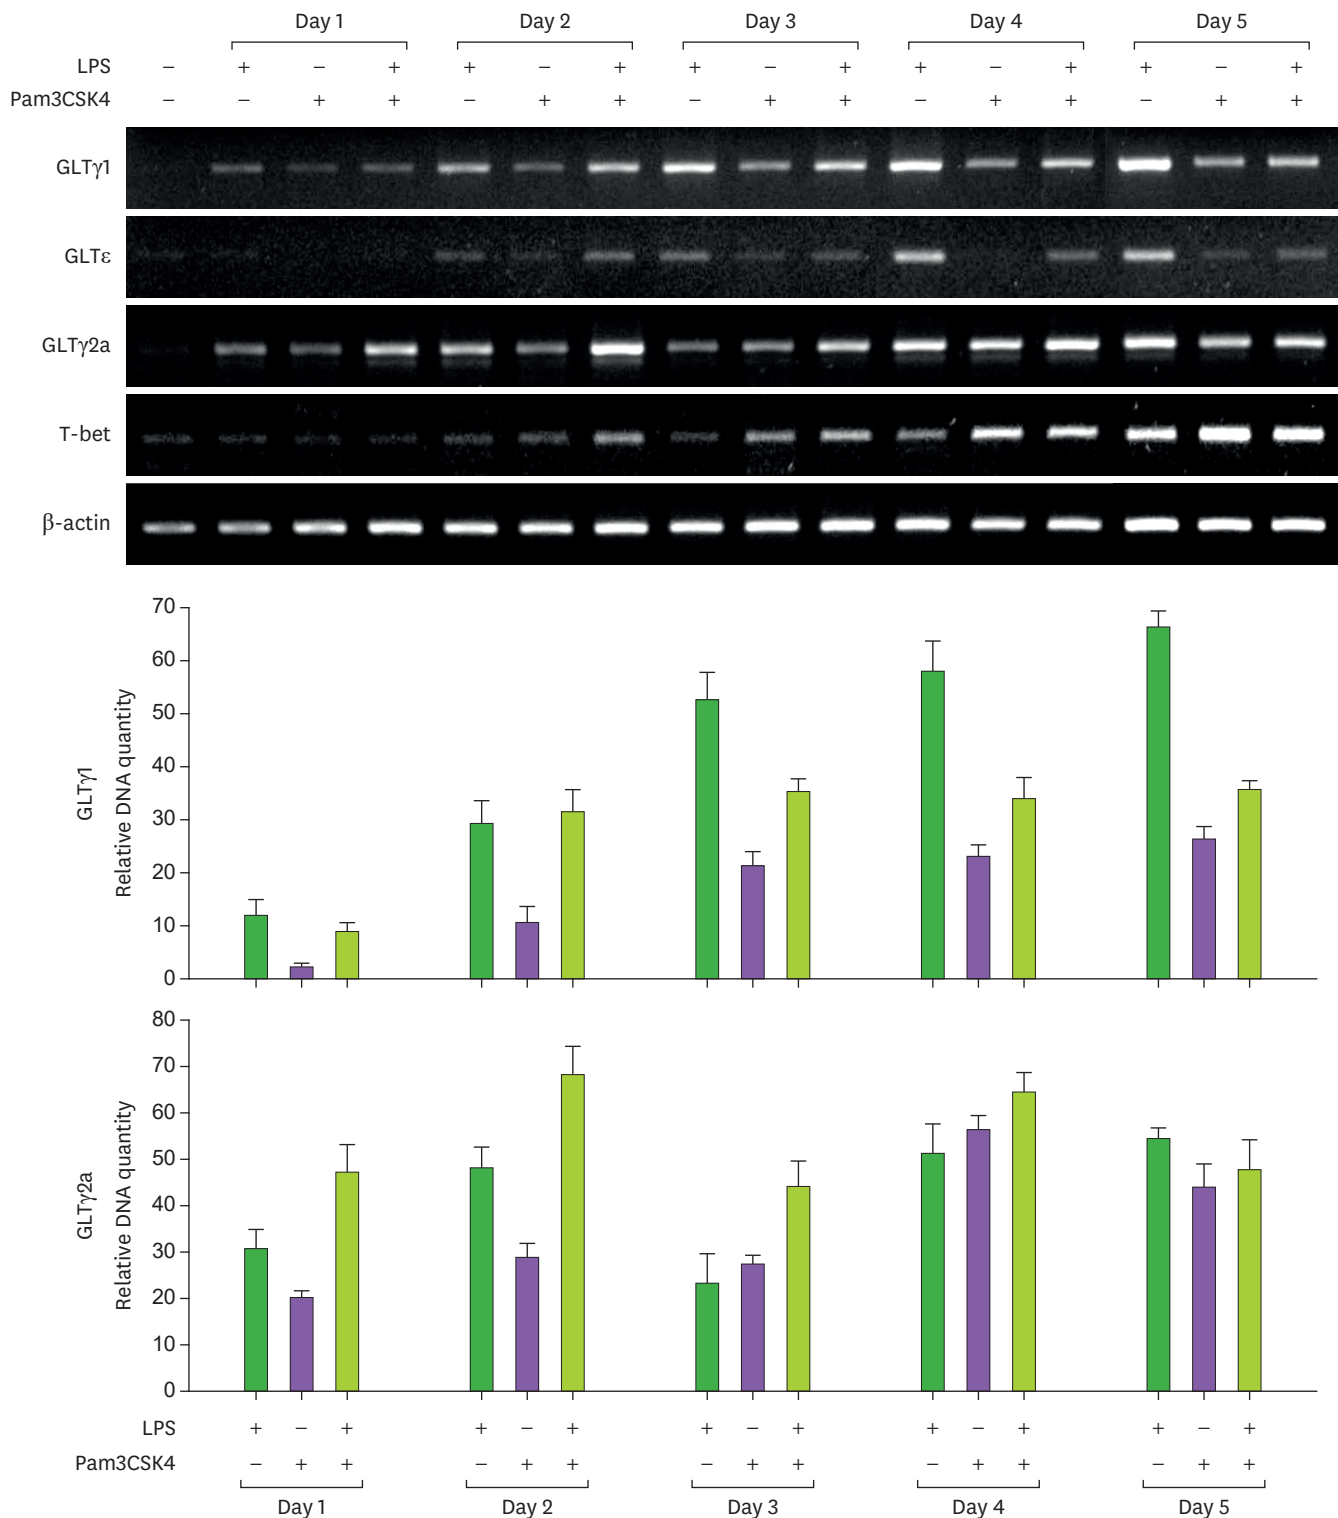 Day 1 Day 2 Day 3 Day 4 Day 5
LPS − + − + + − + + − + + − + + − +
Pam3CSK4 − − + + − + + − + + − + + − + +
GLTγ1
GLTε
GLTγ2a
T-bet
β-actin
GLTγ1
Relative DNA quantity
70
60
50
40
30
20
10
0
GLTγ2a
Relative DNA quantity
80
70
60
50
40
30
20
10
0
LPS + − + + − + + − + + − + + − +
Pam3CSK4 − + + − + + − + + − + + − + +
Day 1 Day 2 Day 3 Day 4 Day 5